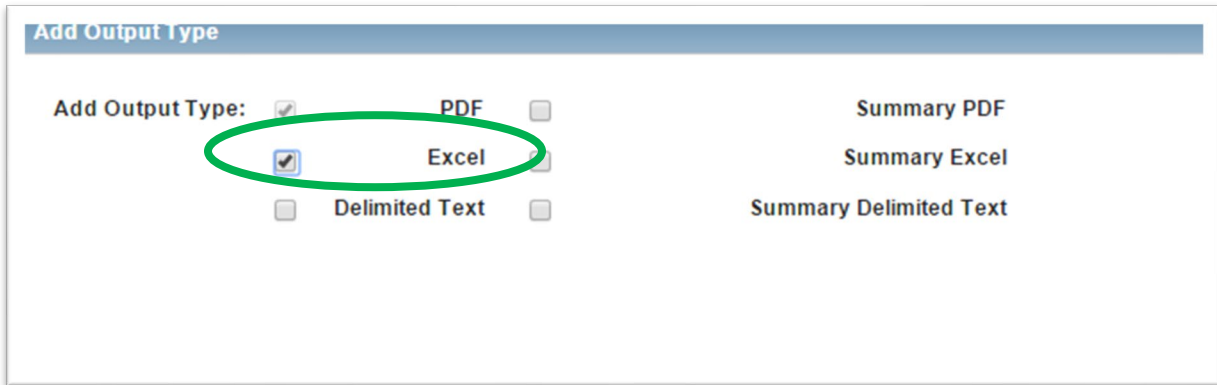 Add Output Type
Add Output Type: PDF Summary PDF
Excel Summary Excel
Delimited Text Summary Delimited Text